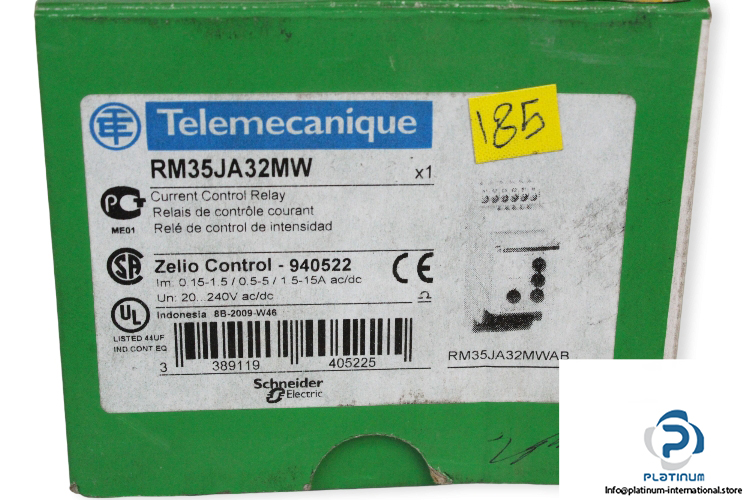 Telemecanique
185
RM35JA32MW
x1
Current Control Relay
Relais de contrôle courant
Relé de control de intensidad
ME01
Zelio Control - 940522
Im: 0.15-1.5 / 0.5-5 / 1.5-15A ac/dc
Un: 20...240V ac/dc
Indonesia 8B-2009-W46
LISTED 44UF
IND.CONT.EQ
3 389119 405225
RM35JA32MWAB
Schneider
Electric
PLATINUM
Info@platinum-international.store